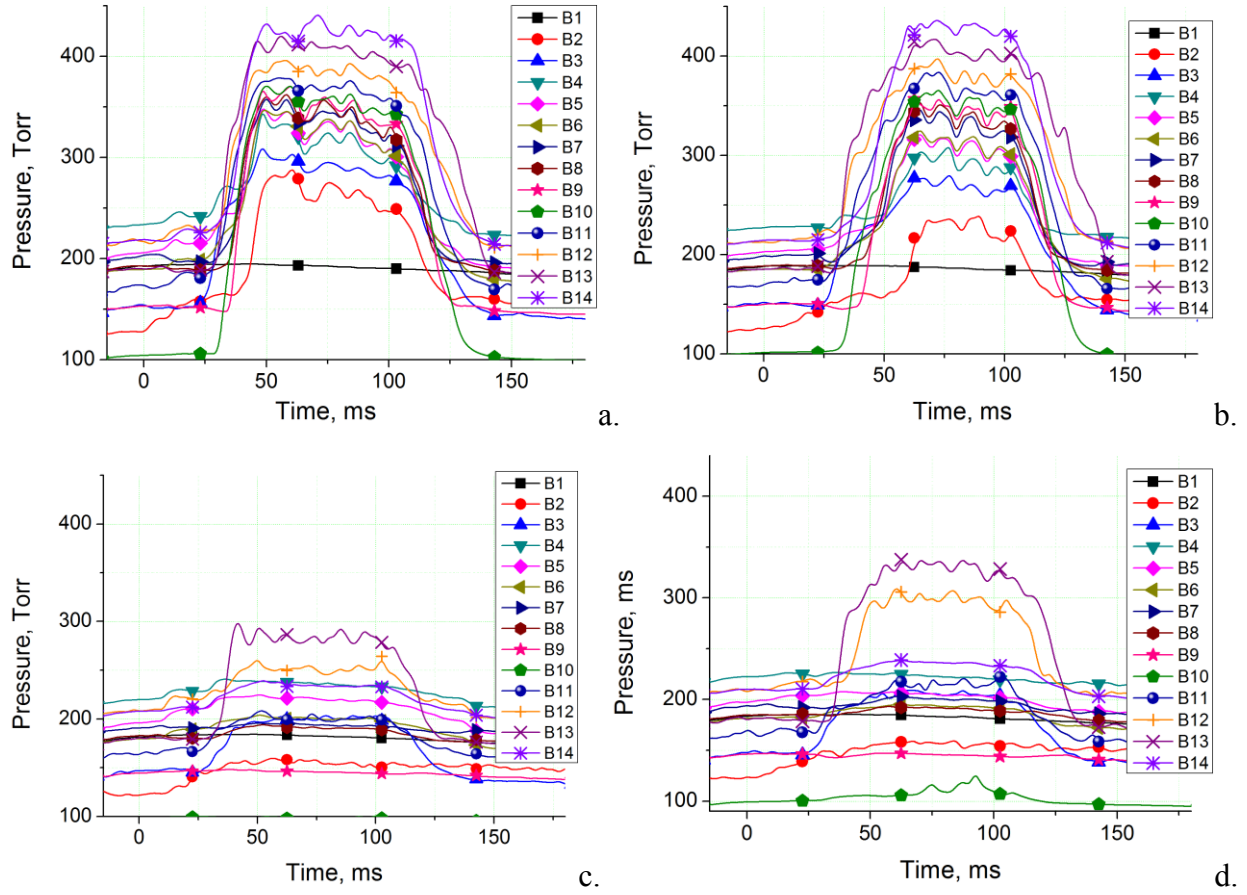 Pressure, Torr
400
300
200
100
0
50
100
150
Time, ms
B1
B2
B3
B4
B5
B6
B7
B8
B9
B10
B11
B12
B13
B14
a.
Pressure, Torr
400
300
200
100
0
50
100
150
Time, ms
B1
B2
B3
B4
B5
B6
B7
B8
B9
B10
B11
B12
B13
B14
b.
Pressure, Torr
400
300
200
100
0
50
100
150
Time, ms
B1
B2
B3
B4
B5
B6
B7
B8
B9
B10
B11
B12
B13
B14
c.
Pressure, ms
400
300
200
100
0
50
100
150
Time, ms
B1
B2
B3
B4
B5
B6
B7
B8
B9
B10
B11
B12
B13
B14
d.